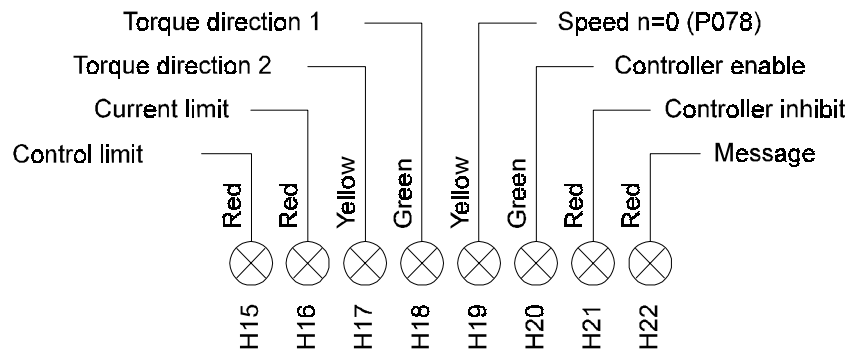 Torque direction 1
Speed n=0 (P078)
Torque direction 2
Controller enable
Current limit
Controller inhibit
Control limit
Message
Red
Red
Yellow
Green
Yellow
Green
Red
Red
H15
H16
H17
H18
H19
H20
H21
H22